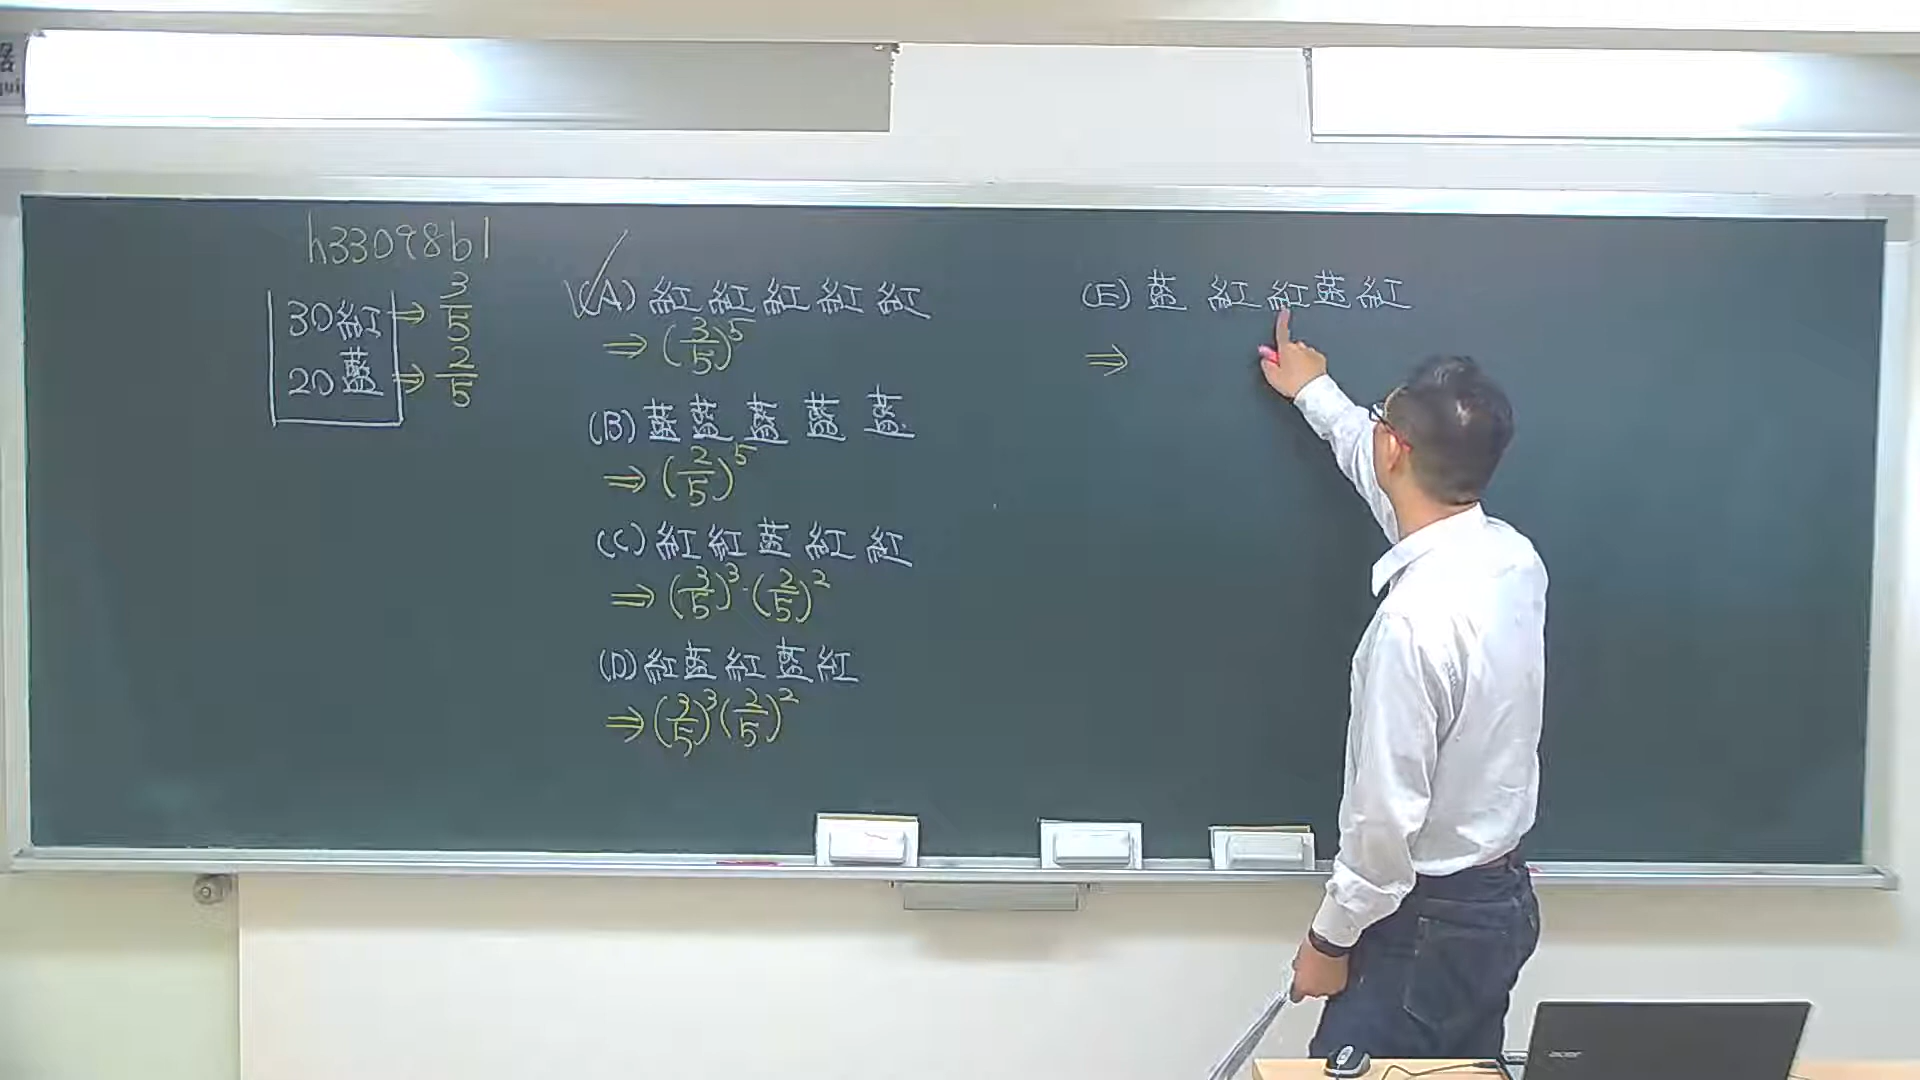 h33098b1
30紅 ⇒ 3/5
20藍 ⇒ 2/5
(A) 紅 紅 紅 紅 紅
⇒ (3/5)^5
(B) 藍 藍 藍 藍 藍
⇒ (2/5)^5
(C) 紅 紅 藍 紅 紅
⇒ (3/5)^3 · (2/5)^2
(D) 紅 藍 紅 藍 紅
⇒ (3/5)^3 (2/5)^2
(E) 藍 紅 紅 藍 紅
⇒
acer